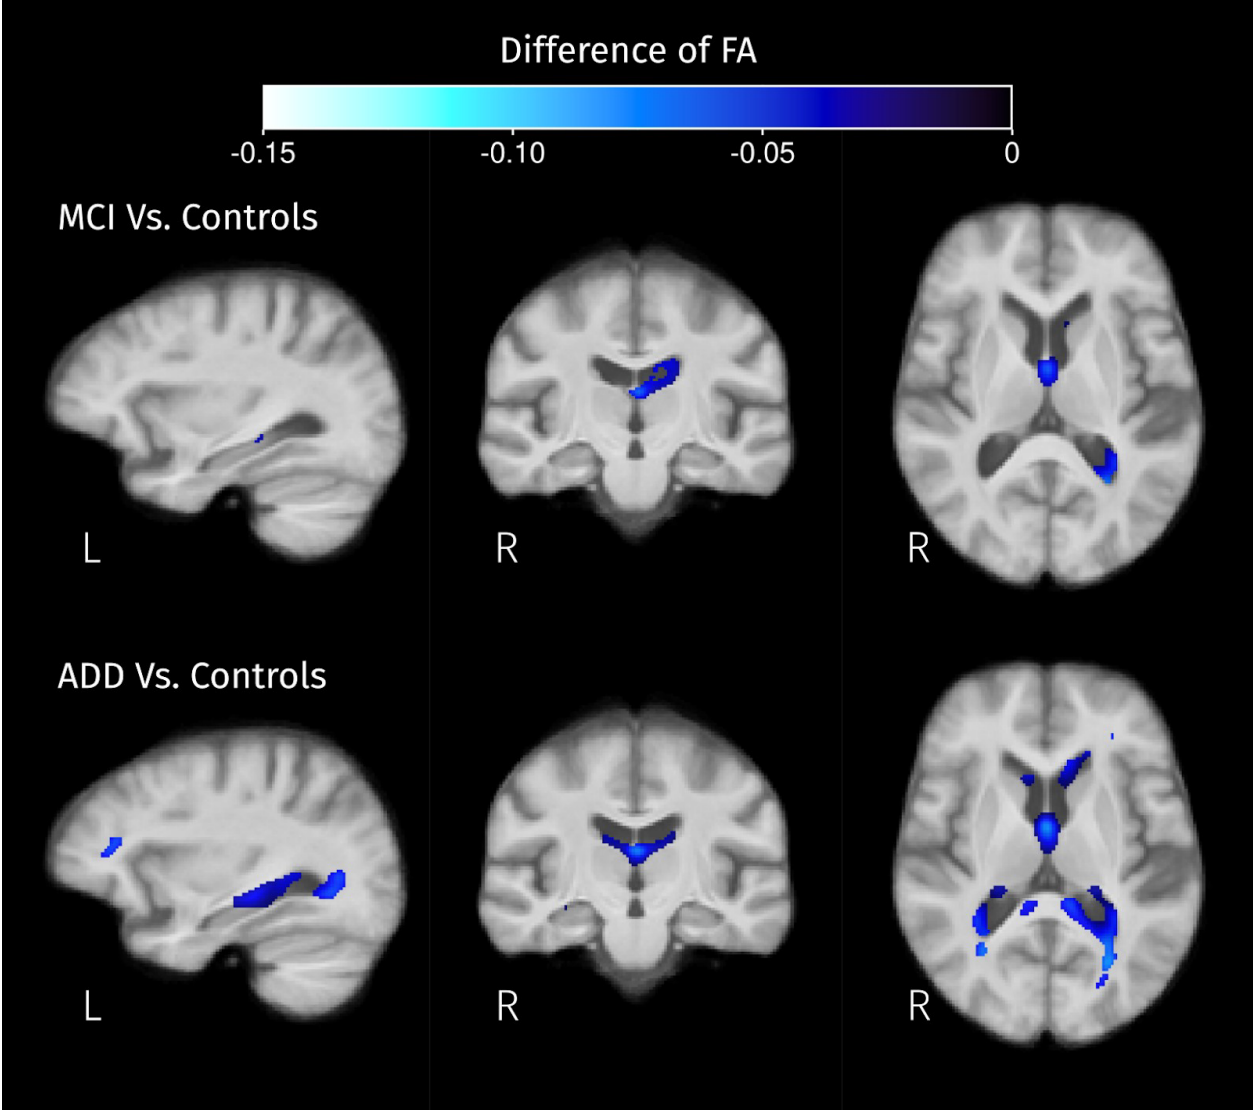 Difference of FA
-0.15 -0.10 -0.05 0
MCI Vs. Controls
L R R
ADD Vs. Controls
L R R